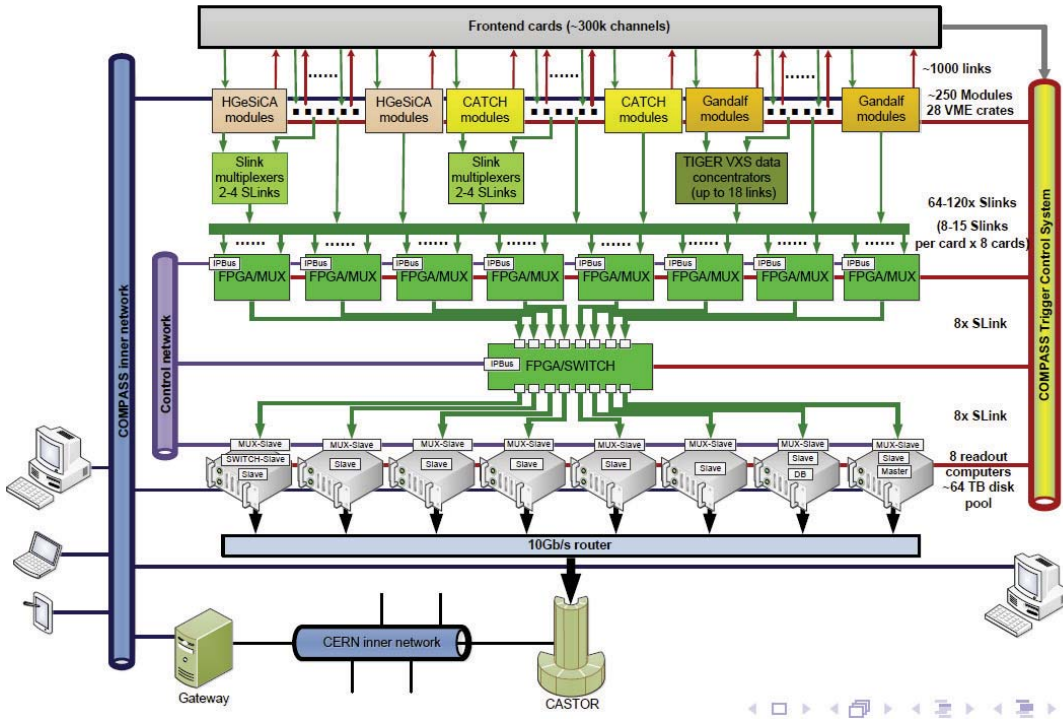 Frontend cards (~300k channels)
~1000 links
HGeSiCA
modules
HGeSiCA
modules
CATCH
modules
CATCH
modules
Gandalf
modules
Gandalf
modules
~250 Modules
28 VME crates
Slink
multiplexers
2-4 SLinks
Slink
multiplexers
2-4 SLinks
TIGER VXS data
concentrators
(up to 18 links)
64-120x Slinks
(8-15 Slinks
per card x 8 cards)
IPBus
FPGA/MUX
IPBus
FPGA/MUX
IPBus
FPGA/MUX
IPBus
FPGA/MUX
IPBus
FPGA/MUX
IPBus
FPGA/MUX
IPBus
FPGA/MUX
IPBus
FPGA/MUX
COMPASS inner network
Control network
COMPASS Trigger Control System
8x SLink
IPBus
FPGA/SWITCH
8x SLink
MUX-Slave
SWITCH-Slave
Slave
MUX-Slave
Slave
MUX-Slave
Slave
MUX-Slave
Slave
MUX-Slave
Slave
MUX-Slave
Slave
MUX-Slave
Slave
DB
MUX-Slave
Slave
Master
8 readout
computers
~64 TB disk
pool
10Gb/s router
CERN inner network
Gateway
CASTOR